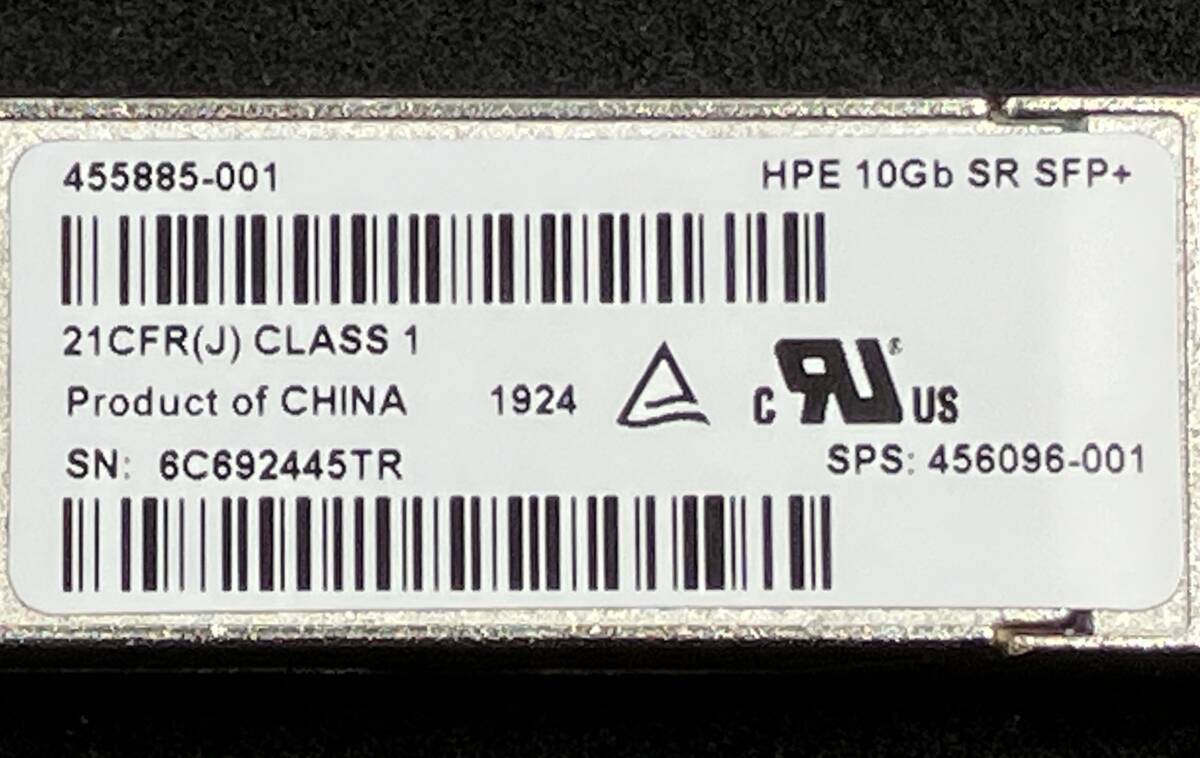 455885-001 HPE 10Gb SR SFP+
21CFR(J) CLASS 1
Product of CHINA 1924 c RU ® US
SN: 6C692445TR SPS: 456096-001